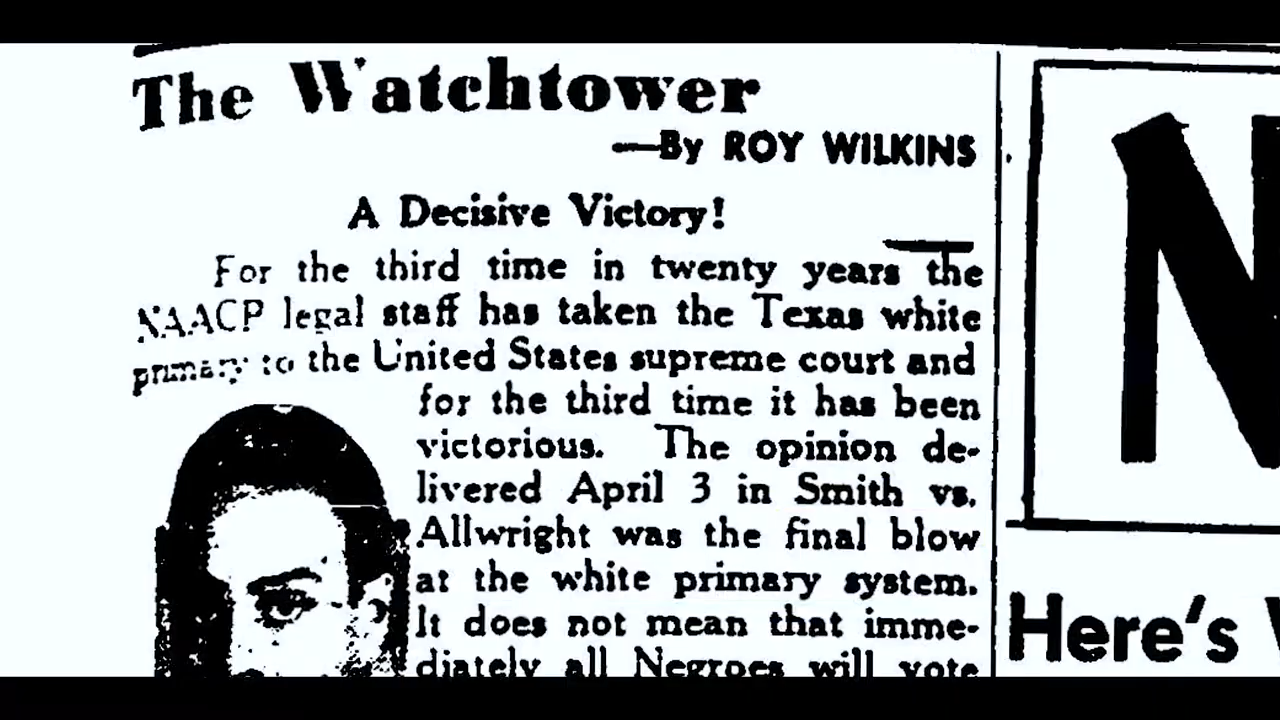 The Watchtower
—By ROY WILKINS
A Decisive Victory!
For the third time in twenty years the
NAACP legal staff has taken the Texas white
primary to the United States supreme court and
for the third time it has been
victorious. The opinion de-
livered April 3 in Smith vs.
Allwright was the final blow
at the white primary system.
It does not mean that imme-
diately all Negroes will vote
N
Here's